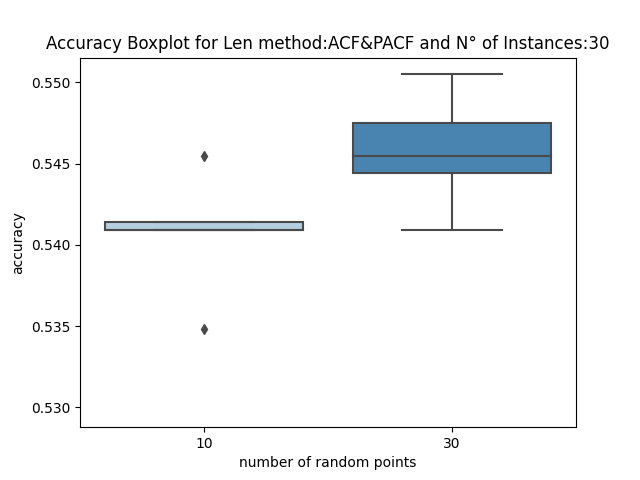 Accuracy Boxplot for Len method:ACF&PACF and N° of Instances:30
0.550
0.545
0.540
0.535
0.530
accuracy
10 30
number of random points